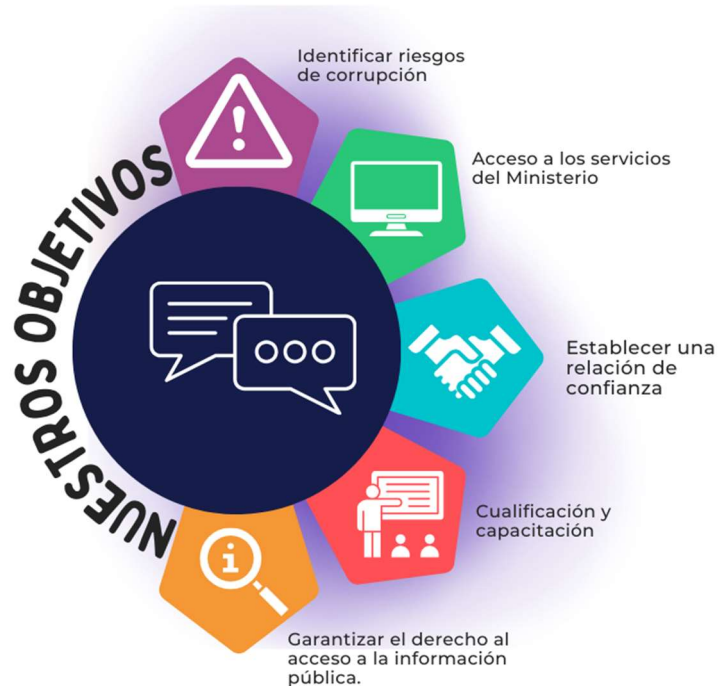 NUESTROS OBJETIVOS
Identificar riesgos
de corrupción
Acceso a los servicios
del Ministerio
Establecer una
relación de
confianza
Cualificación y
capacitación
Garantizar el derecho al
acceso a la información
pública.